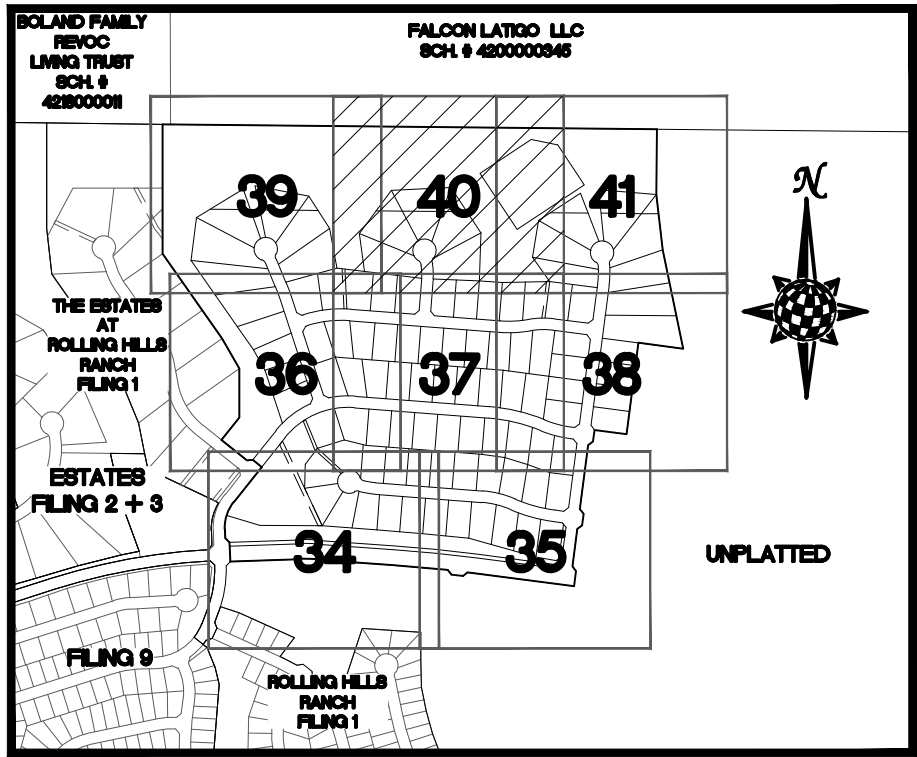 BOLAND FAMILY
REVOC
LIVING TRUST
SCH. #
4218000011
FALCON LATIGO LLC
SCH. # 4200000345
N
39
40
41
THE ESTATES
AT
ROLLING HILLS
RANCH
FILING 1
36
37
38
ESTATES
FILING 2 + 3
34
35
UNPLATTED
FILING 9
ROLLING HILLS
RANCH
FILING 1